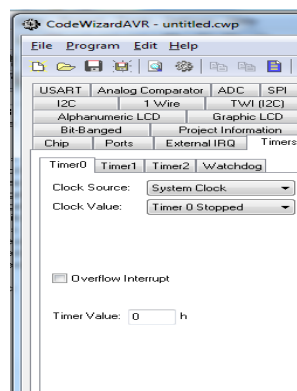 CodeWizardAVR - untitled.cwp
File Program Edit Help
USART Analog Comparator ADC SPI
I2C 1 Wire TWI (I2C)
Alphanumeric LCD Graphic LCD
Bit-Banged Project Information
Chip Ports External IRQ Timers
Timer0 Timer1 Timer2 Watchdog
Clock Source: System Clock
Clock Value: Timer 0 Stopped
Overflow Interrupt
Timer Value: 0 h